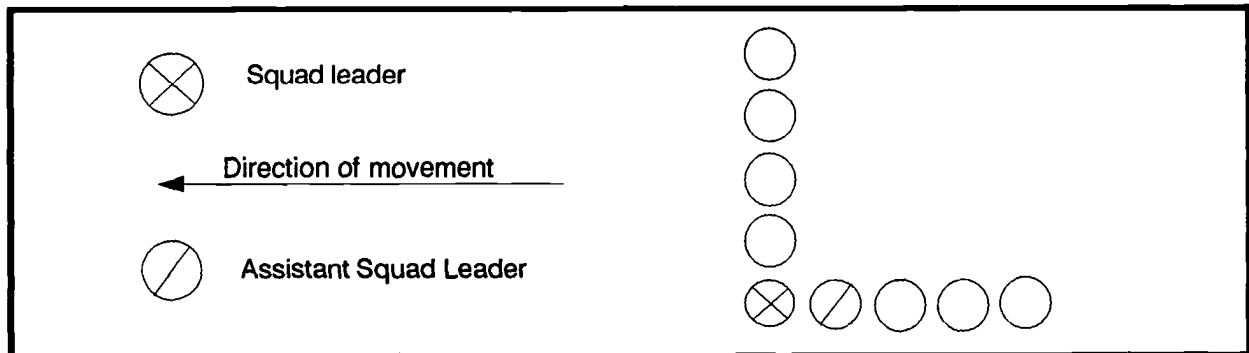 Squad leader
Direction of movement
Assistant Squad Leader